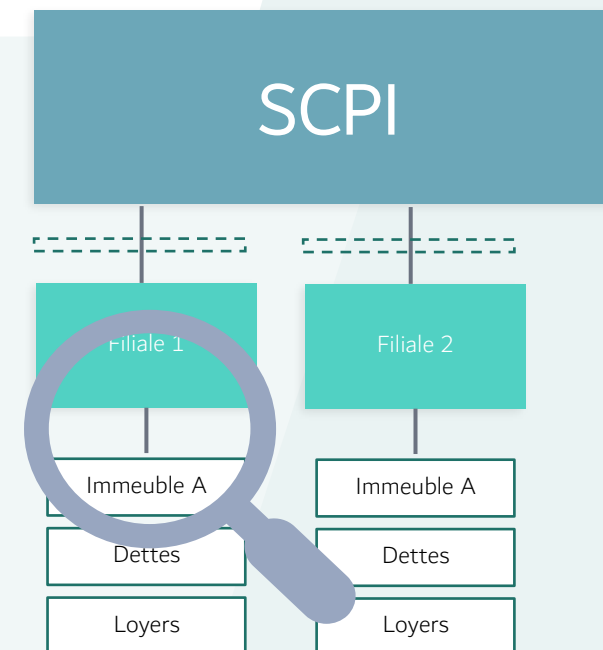 SCPI
Filiale 1
Filiale 2
Immeuble A
Immeuble A
Dettes
Dettes
Loyers
Loyers